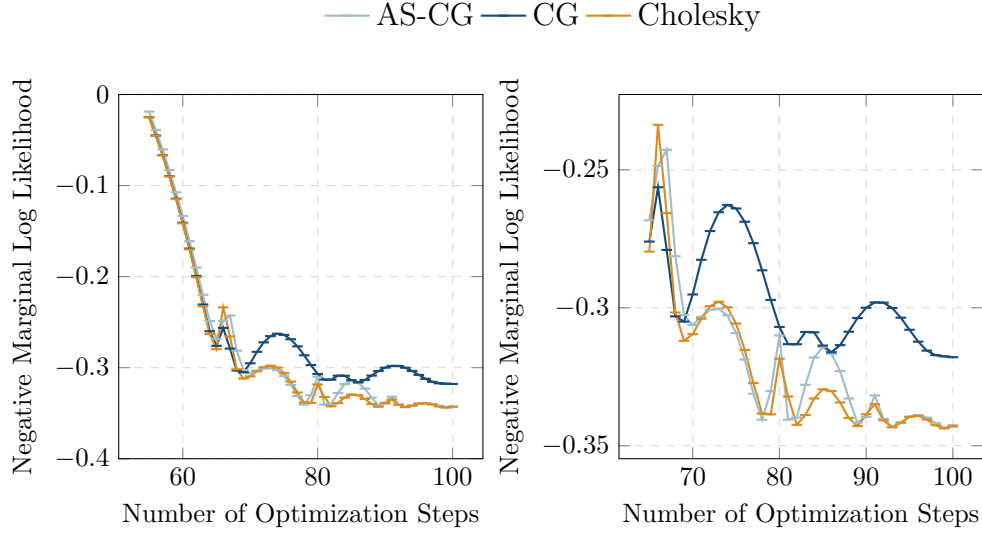 AS-CG CG Cholesky
Negative Marginal Log Likelihood
0
−0.1
−0.2
−0.3
−0.4
60 80 100
Number of Optimization Steps
Negative Marginal Log Likelihood
−0.25
−0.3
−0.35
70 80 90 100
Number of Optimization Steps